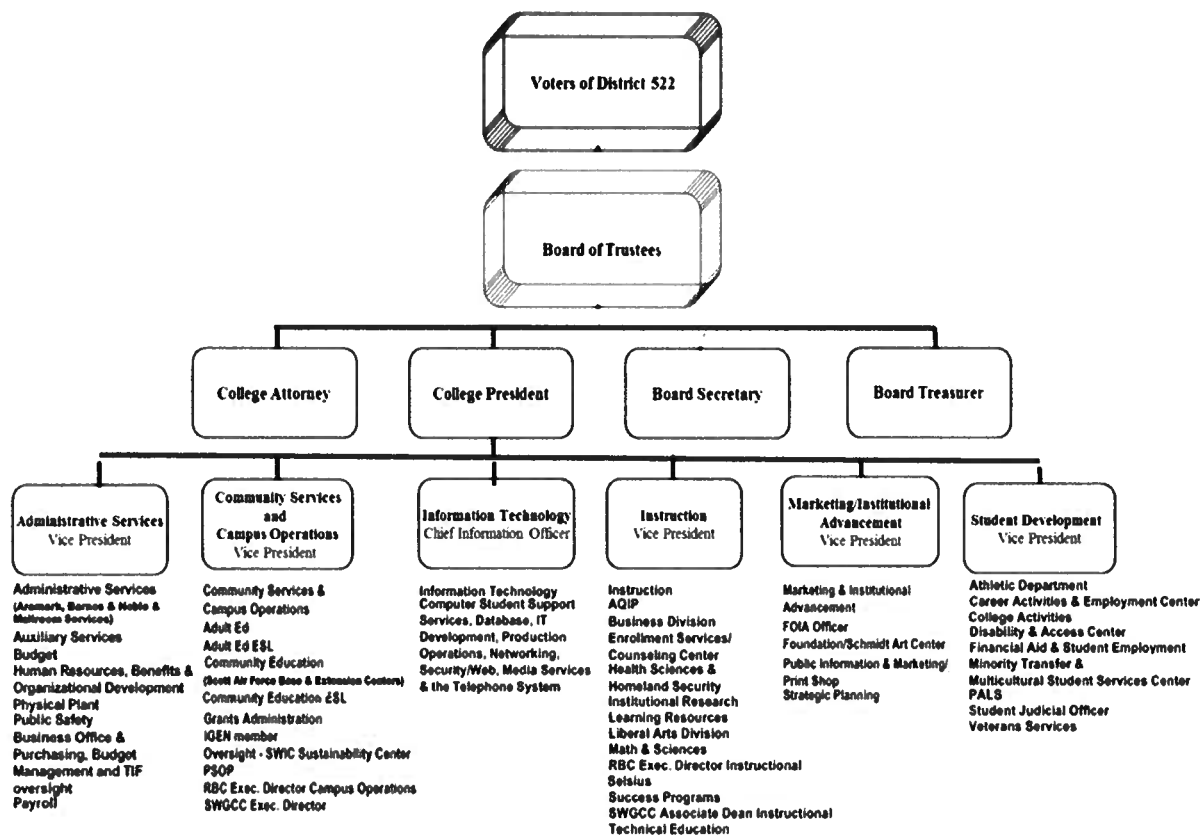 Voters of District 522
Board of Trustees
College Attorney
College President
Board Secretary
Board Treasurer
Administrative Services
Vice President
Administrative Services
(Aramark, Barnes & Noble &
Mailroom Services)
Auxiliary Services
Budget
Human Resources, Benefits &
Organizational Development
Physical Plant
Public Safety
Business Office &
Purchasing, Budget
Management and TIF
oversight
Payroll
Community Services
and
Campus Operations
Vice President
Community Services &
Campus Operations
Adult Ed
Adult Ed ESL
Community Education
(Scott Air Force Base & Extension Centers)
Community Education ESL
Grants Administration
IGEN member
Oversight - SWIC Sustainability Center
PSOP
RBC Exec. Director Campus Operations
SWGCC Exec. Director
Information Technology
Chief Information Officer
Information Technology
Computer Student Support
Services, Database, IT
Development, Production
Operations, Networking,
Security/Web, Media Services
& the Telephone System
Instruction
Vice President
Instruction
AQIP
Business Division
Enrollment Services/
Counseling Center
Health Sciences &
Homeland Security
Institutional Research
Learning Resources
Liberal Arts Division
Math & Sciences
RBC Exec. Director Instructional
Selsius
Success Programs
SWGCC Associate Dean Instructional
Technical Education
Marketing/Institutional
Advancement
Vice President
Marketing & Institutional
Advancement
FOIA Officer
Foundation/Schmidt Art Center
Public Information & Marketing/
Print Shop
Strategic Planning
Student Development
Vice President
Athletic Department
Career Activities & Employment Center
College Activities
Disability & Access Center
Financial Aid & Student Employment
Minority Transfer &
Multicultural Student Services Center
PALS
Student Judicial Officer
Veterans Services